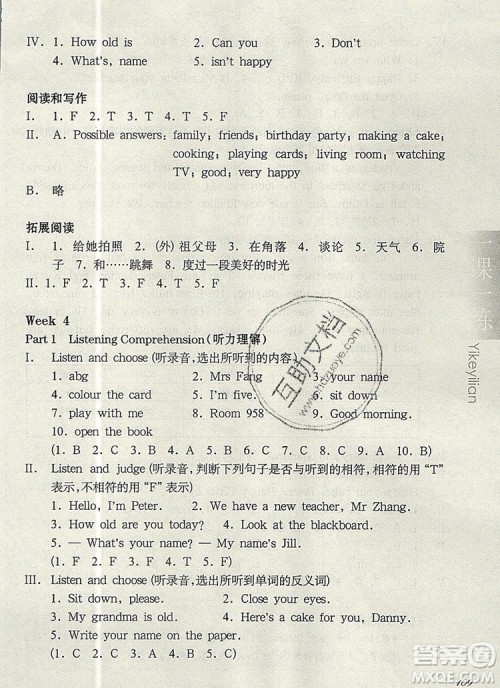 IV. 1. How old is 2. Can you 3. Don't
4. What's, name 5. isn't happy
阅读和写作
I. 1. F 2. T 3. T 4. T 5. F
II. A. Possible answers: family; friends; birthday party; making a cake;
cooking; playing cards; living room; watching
TV; good; very happy
B. 略
拓展阅读
I. 1. 给她拍照 2. (外) 祖父母 3. 在角落 4. 谈论 5. 天气 6. 院
子 7. 和……跳舞 8. 度过一段美好的时光
II. 1. F 2. T 3. F 4. T 5. F
Week 4
Part 1 Listening Comprehension (听力理解)
I. Listen and choose (听录音, 选出所听到的内容)
1. abg 2. Mrs Fang 3. your name
4. colour the card 5. thirteen 6. sit down
7. play with me 8. Room 958 9. Good morning.
10. open the book
(1. B 2. C 3. A 4. B 5. B 6. C 7. C 8. B 9. A 10. C)
II. Listen and judge (听录音, 判断下列句子是否与听到的相符, 相符的用“T”
表示, 不相符的用“F”表示)
1. Hello, I'm Peter. 2. We have a new teacher, Mr Zhang.
3. How old are you today? 4. Look at the blackboard.
5. — What's your name? — My name's Jill.
(1. F 2. T 3. F 4. F 5. F)
III. Listen and choose (听录音, 选出所听到单词的反义词)
1. Sit down, please. 2. Close your eyes.
3. My grandma is old. 4. Here's a cake for you, Danny.
5. Write your name on the paper.
(1. B 2. C 3. A 4. B 5. C)
一课一练
Yikeyilian
互助文档
www.hdzuoye.com
109
答案圈
MXQE.COM